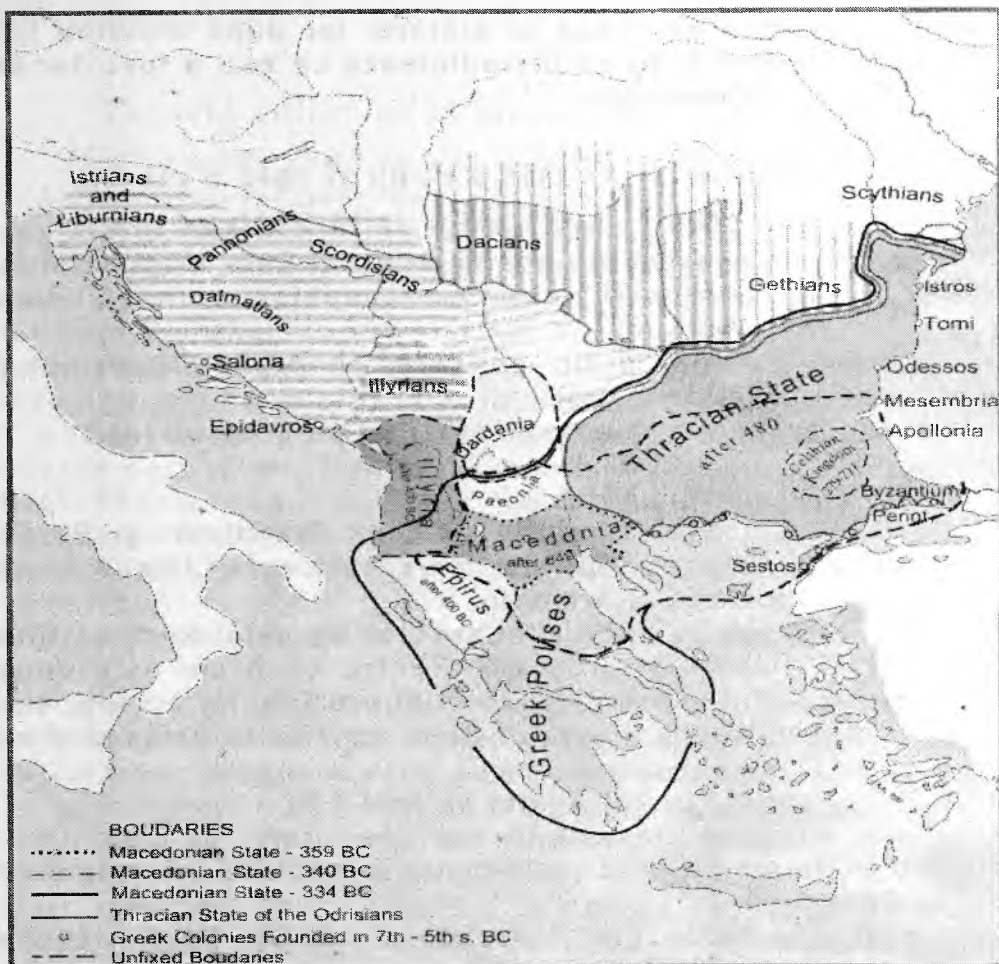 Istrians
and
Liburnians
Pannonians
Scordisians
Dacians
Scythians
Gethians
Dalmatians
Istros
Tomi
Salona
Illyrians
Odessos
Thracian State
after 480
Mesembria
Epidavros
Dardania
Apollonia
Kingdom
Paeonia
Byzantium
Macedonia
Sestos
Epirus
after 400 BC
Greek Polises
BOUDARIES
Macedonian State - 359 BC
Macedonian State - 340 BC
Macedonian State - 334 BC
Thracian State of the Odrisians
Greek Colonies Founded in 7th - 5th s. BC
Unfixed Boudaries